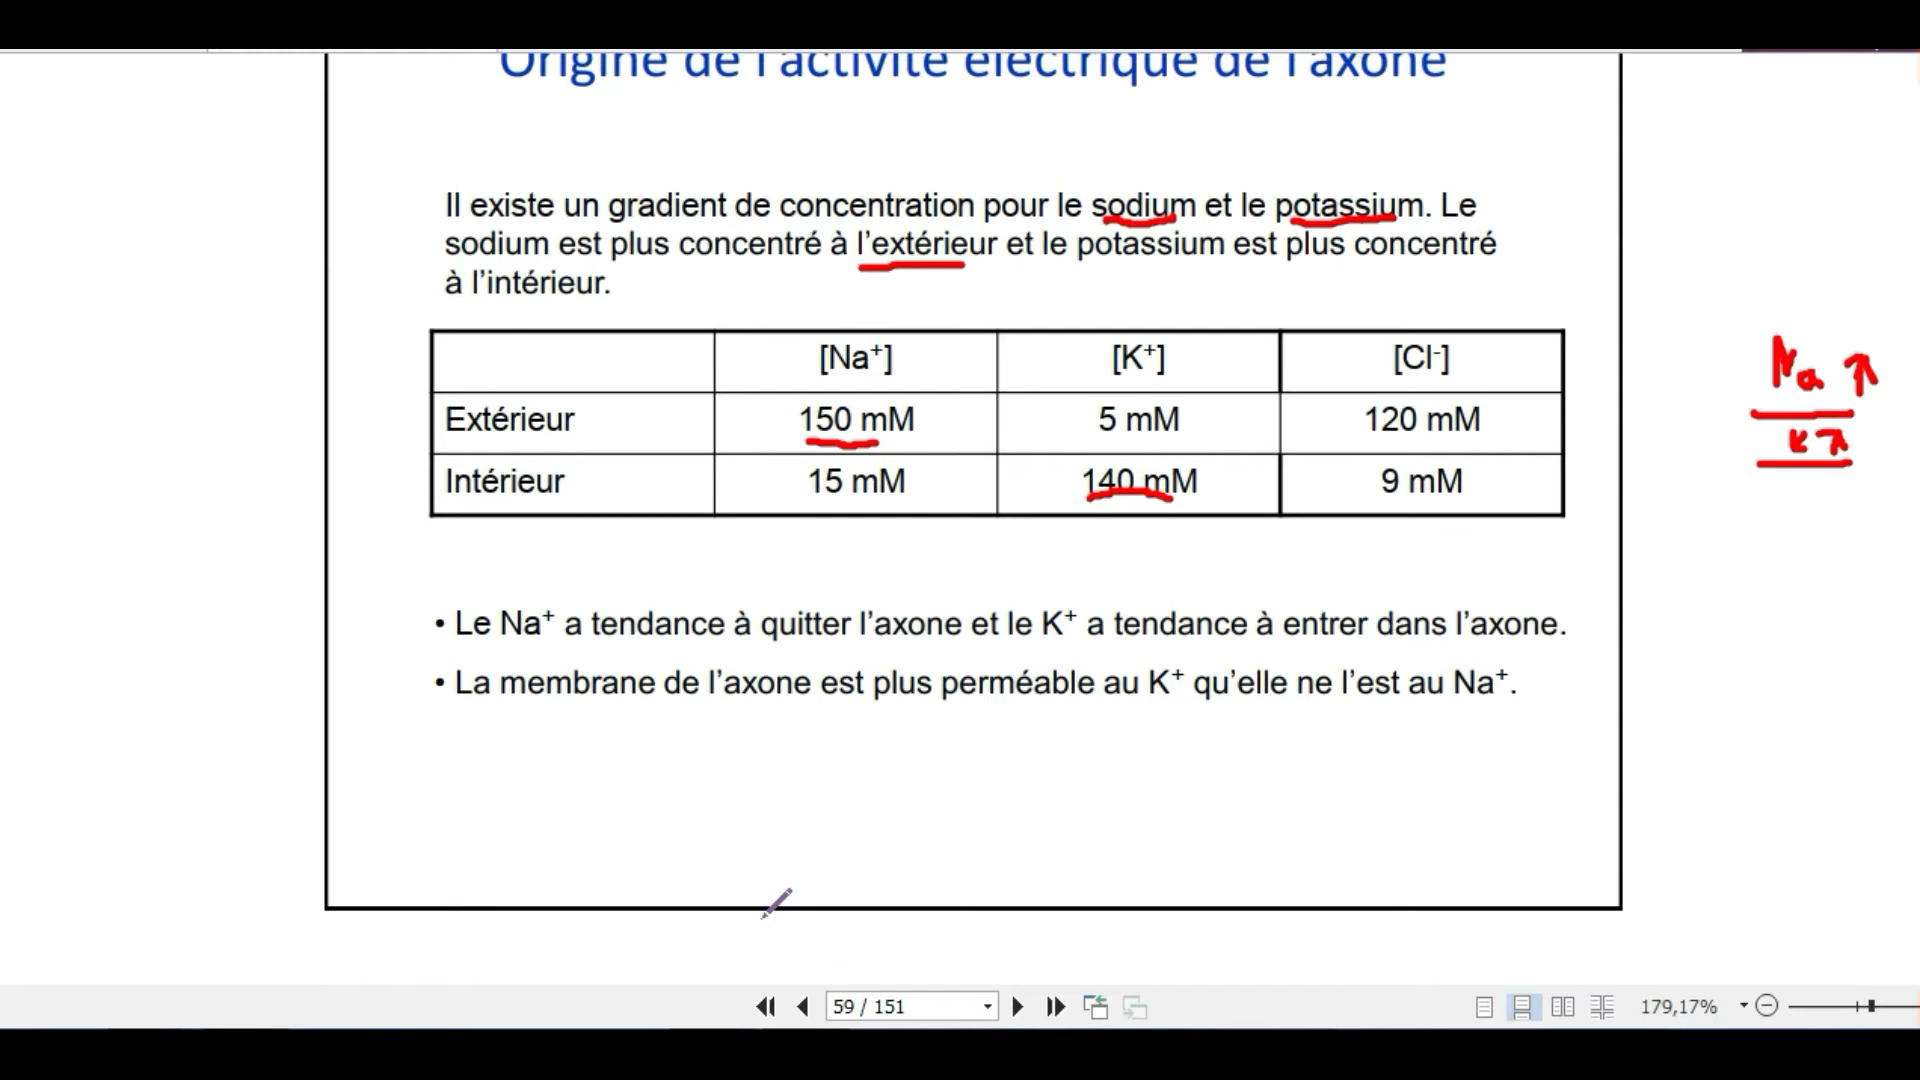 Origine de l'activité électrique de l'axone
Il existe un gradient de concentration pour le sodium et le potassium. Le
sodium est plus concentré à l’extérieur et le potassium est plus concentré
à l’intérieur.
[Na⁺] [K⁺] [Cl⁻]
Extérieur 150 mM 5 mM 120 mM
Intérieur 15 mM 140 mM 9 mM
Na ↑
K
• Le Na⁺ a tendance à quitter l’axone et le K⁺ a tendance à entrer dans l’axone.
• La membrane de l’axone est plus perméable au K⁺ qu’elle ne l’est au Na⁺.
59 / 151
179,17%